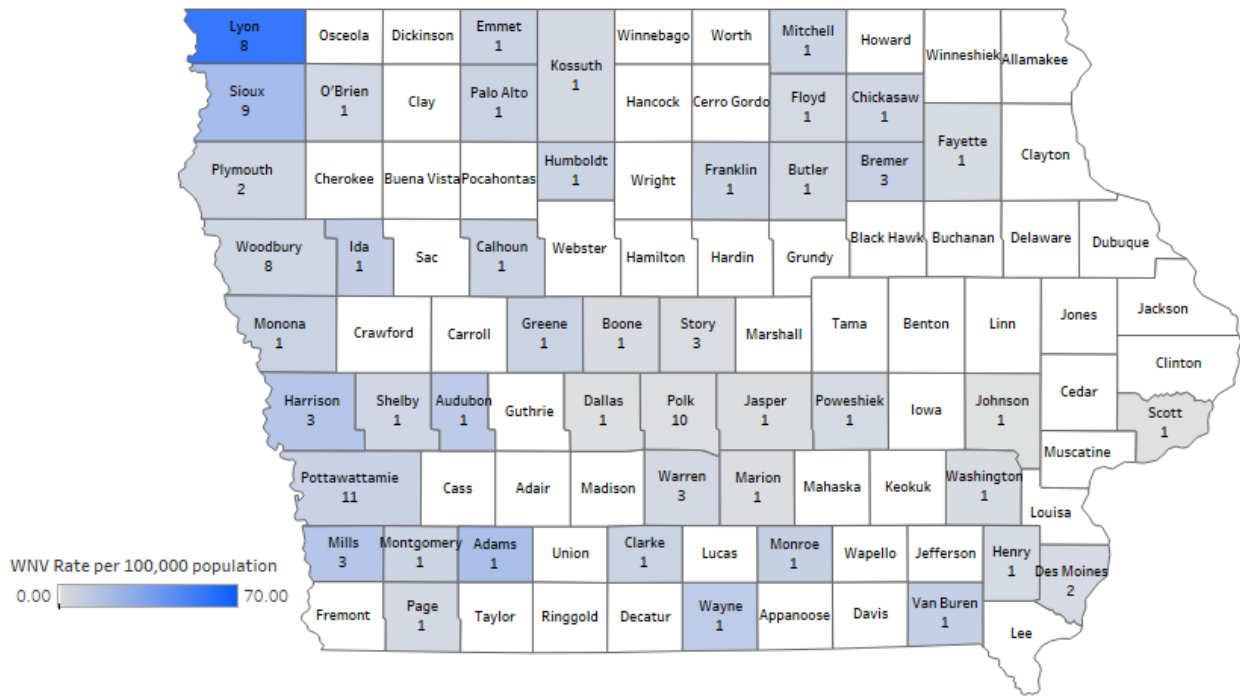 Lyon
8
Osceola
Dickinson
Emmet
1
Kossuth
1
Winnebago
Worth
Mitchell
1
Howard
Winneshiek
Allamakee
Sioux
9
O'Brien
1
Clay
Palo Alto
1
Hancock
Cerro Gordo
Floyd
1
Chickasaw
1
Fayette
1
Clayton
Plymouth
2
Cherokee
Buena Vista
Pocahontas
Humboldt
1
Wright
Franklin
1
Butler
1
Bremer
3
Woodbury
8
Ida
1
Sac
Calhoun
1
Webster
Hamilton
Hardin
Grundy
Black Hawk
Buchanan
Delaware
Dubuque
Monona
1
Crawford
Carroll
Greene
1
Boone
1
Story
3
Marshall
Tama
Benton
Linn
Jones
Jackson
Clinton
Harrison
3
Shelby
1
Audubon
1
Guthrie
Dallas
1
Polk
10
Jasper
1
Poweshiek
1
Iowa
Johnson
1
Cedar
Scott
1
Muscatine
Pottawattamie
11
Cass
Adair
Madison
Warren
3
Marion
1
Mahaska
Keokuk
Washington
1
Louisa
Mills
3
Montgomery
1
Adams
1
Union
Clarke
1
Lucas
Monroe
1
Wapello
Jefferson
Henry
1
Des Moines
2
Fremont
Page
1
Taylor
Ringgold
Decatur
Wayne
1
Appanoose
Davis
Van Buren
1
Lee
WNV Rate per 100,000 population
0.00
70.00